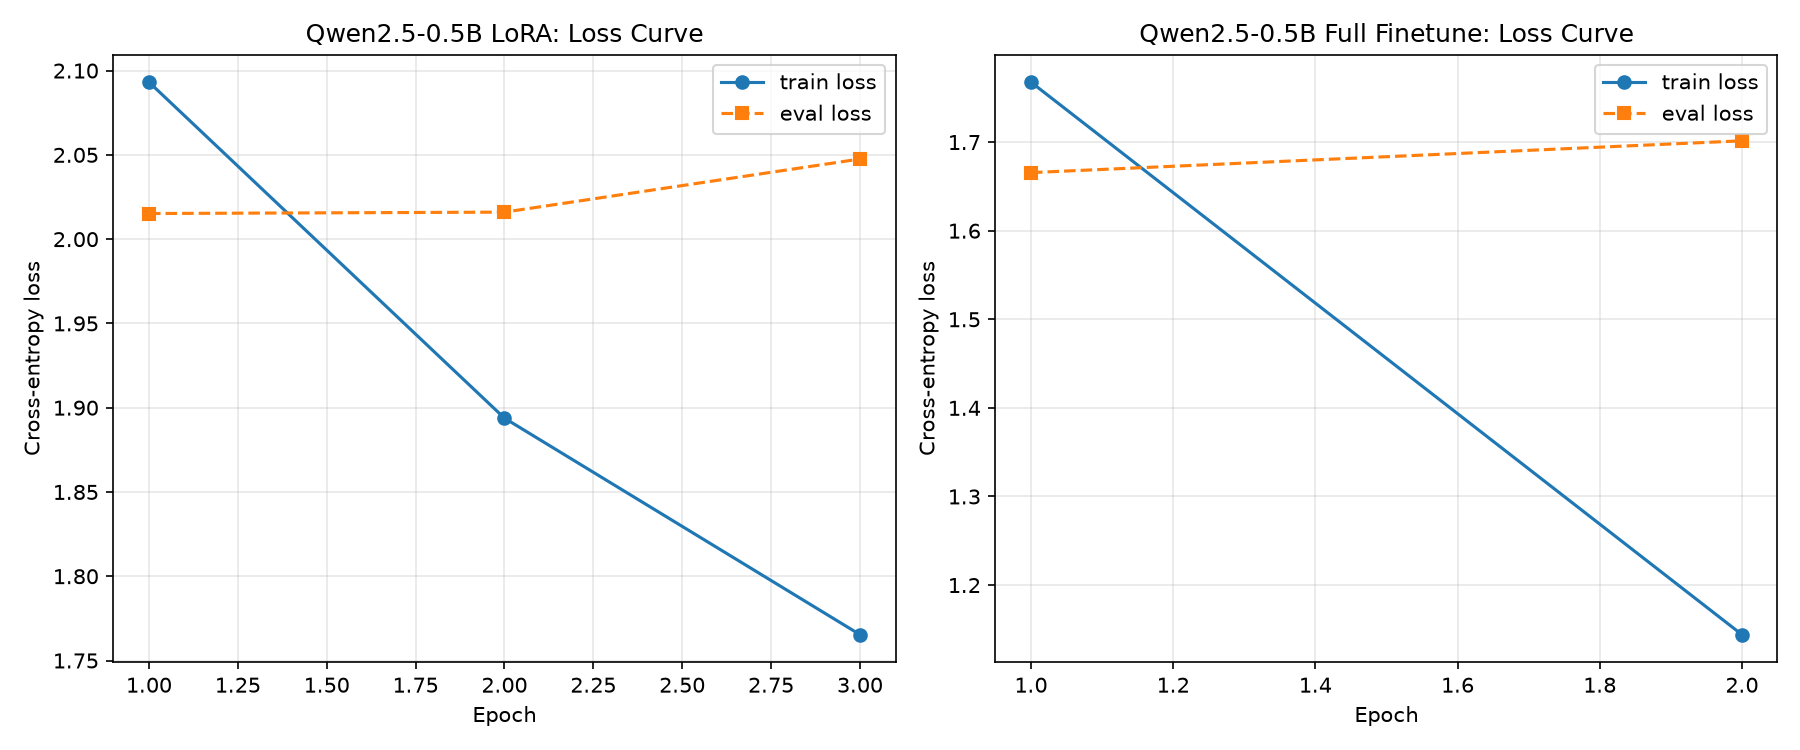 Qwen2.5-0.5B LoRA: Loss Curve
train loss
eval loss
Cross-entropy loss
2.10
2.05
2.00
1.95
1.90
1.85
1.80
1.75
1.00 1.25 1.50 1.75 2.00 2.25 2.50 2.75 3.00
Epoch
Qwen2.5-0.5B Full Finetune: Loss Curve
train loss
eval loss
Cross-entropy loss
1.7
1.6
1.5
1.4
1.3
1.2
1.0 1.2 1.4 1.6 1.8 2.0
Epoch